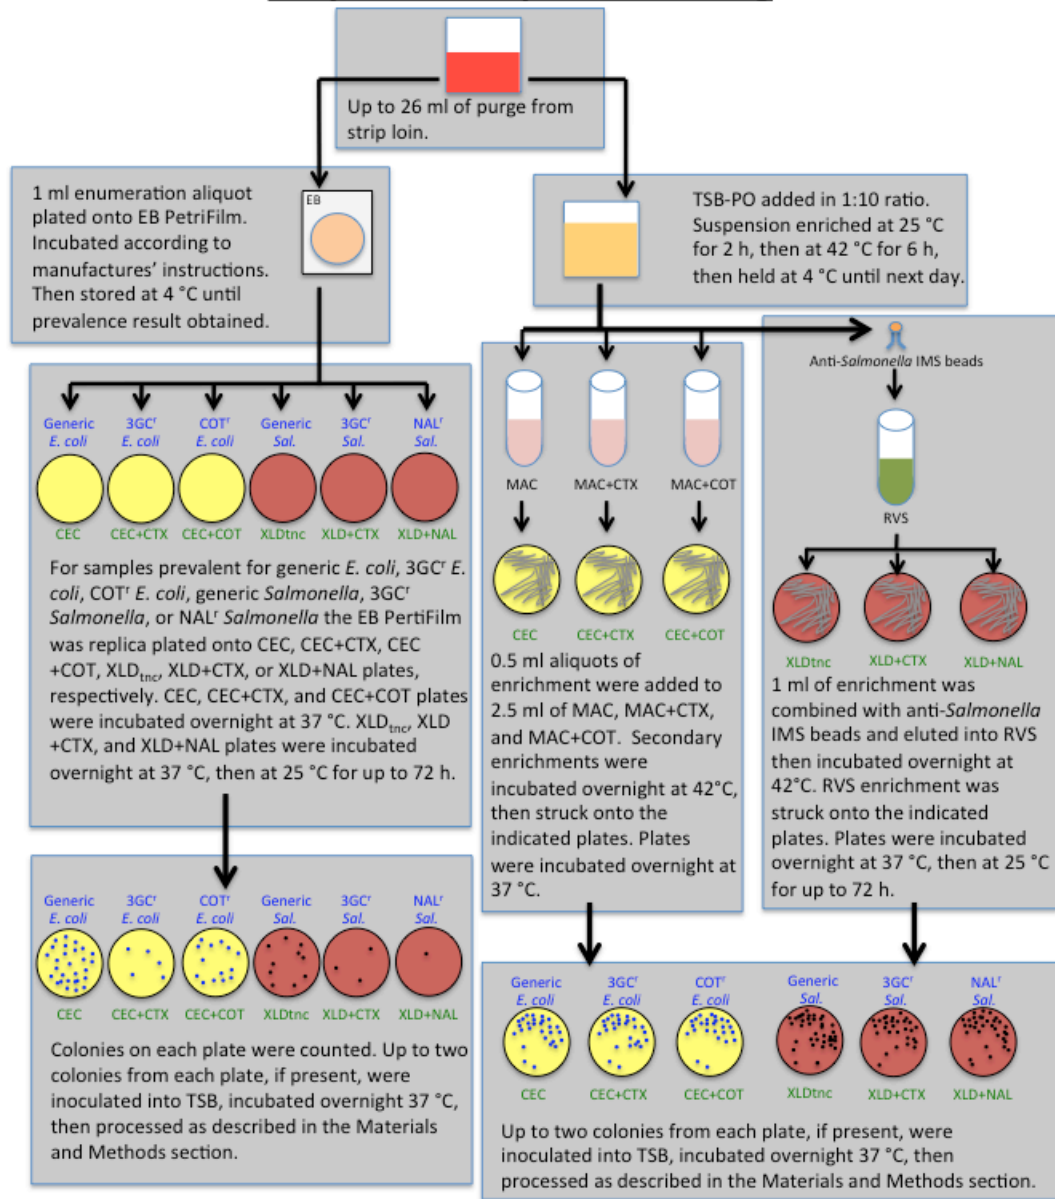 Up to 26 ml of purge from
strip loin.
1 ml enumeration aliquot
plated onto EB PetriFilm.
Incubated according to
manufactures’ instructions.
Then stored at 4 °C until
prevalence result obtained.
EB
TSB-PO added in 1:10 ratio.
Suspension enriched at 25 °C
for 2 h, then at 42 °C for 6 h,
then held at 4 °C until next day.
Generic 3GCʳ COTʳ Generic 3GCʳ NALʳ
E. coli E. coli E. coli Sal. Sal. Sal.
CEC CEC+CTX CEC+COT XLDtnc XLD+CTX XLD+NAL
For samples prevalent for generic E. coli, 3GCʳ E.
coli, COTʳ E. coli, generic Salmonella, 3GCʳ
Salmonella, or NALʳ Salmonella the EB PertiFilm
was replica plated onto CEC, CEC+CTX, CEC
+COT, XLDtnc, XLD+CTX, or XLD+NAL plates,
respectively. CEC, CEC+CTX, and CEC+COT plates
were incubated overnight at 37 °C. XLDtnc, XLD
+CTX, and XLD+NAL plates were incubated
overnight at 37 °C, then at 25 °C for up to 72 h.
MAC MAC+CTX MAC+COT
CEC CEC+CTX CEC+COT
0.5 ml aliquots of
enrichment were added to
2.5 ml of MAC, MAC+CTX,
and MAC+COT. Secondary
enrichments were
incubated overnight at 42°C,
then struck onto the
indicated plates. Plates
were incubated overnight at
37 °C.
Anti-Salmonella IMS beads
RVS
XLDtnc XLD+CTX XLD+NAL
1 ml of enrichment was
combined with anti-Salmonella
IMS beads and eluted into RVS
then incubated overnight at
42°C. RVS enrichment was
struck onto the indicated
plates. Plates were incubated
overnight at 37 °C, then at 25 °C
for up to 72 h.
Generic 3GCʳ COTʳ Generic 3GCʳ NALʳ
E. coli E. coli E. coli Sal. Sal. Sal.
CEC CEC+CTX CEC+COT XLDtnc XLD+CTX XLD+NAL
Colonies on each plate were counted. Up to two
colonies from each plate, if present, were
inoculated into TSB, incubated overnight 37 °C,
then processed as described in the Materials
and Methods section.
Generic 3GCʳ COTʳ Generic 3GCʳ NALʳ
E. coli E. coli E. coli Sal. Sal. Sal.
CEC CEC+CTX CEC+COT XLDtnc XLD+CTX XLD+NAL
Up to two colonies from each plate, if present, were
inoculated into TSB, incubated overnight 37 °C, then
processed as described in the Materials and Methods section.